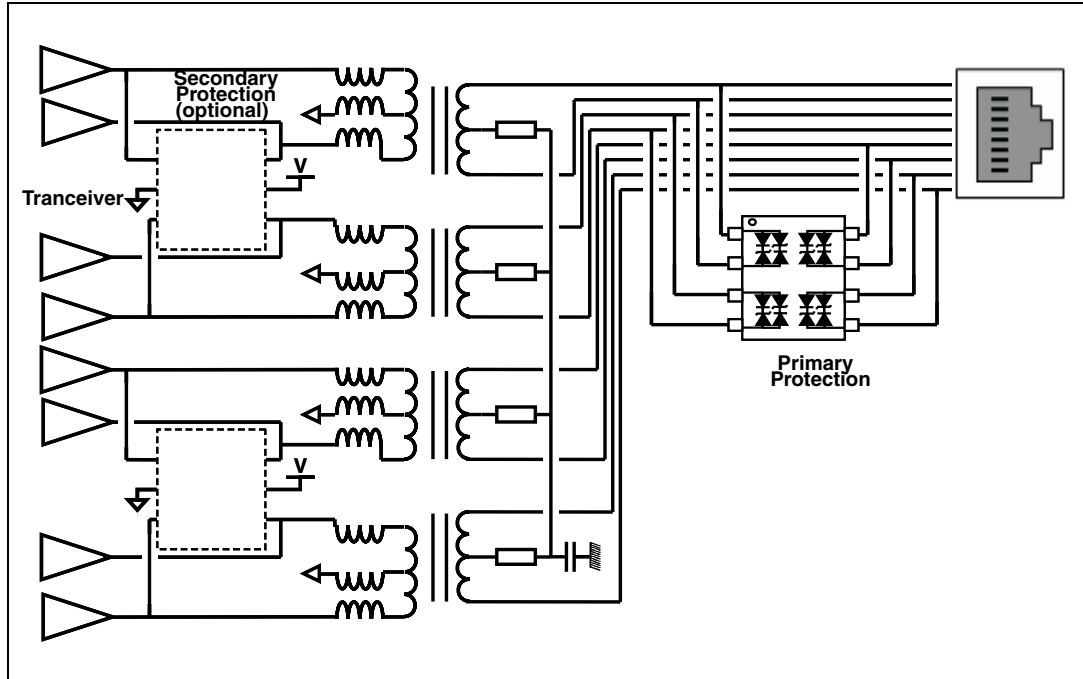 Secondary
Protection
(optional)
V
Tranceiver
Primary
Protection
V